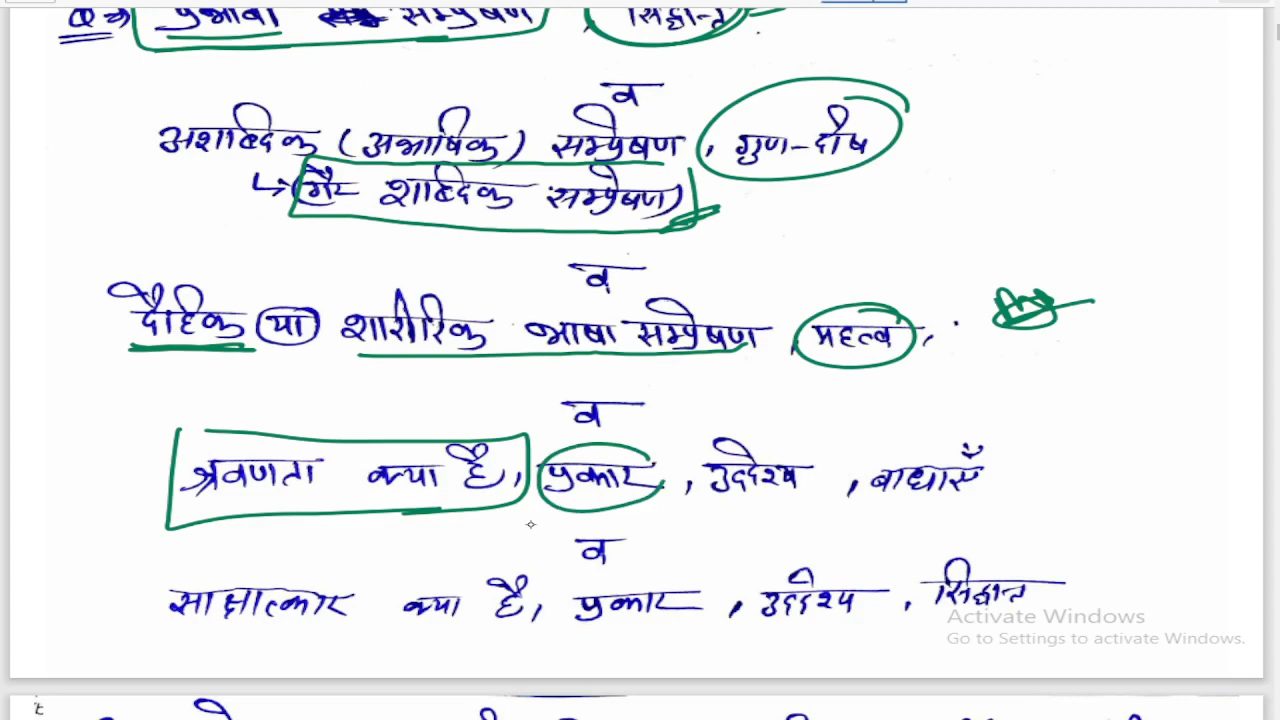 Q → प्रभावी सम्प्रेषण, सिद्धान्त
व
अशाब्दिक (अभाषिक) सम्प्रेषण, गुण-दोष
↳ (गैर शाब्दिक सम्प्रेषण)
व
दैहिक या शारीरिक भाषा सम्प्रेषण, महत्व,
व
श्रवणता क्या है, प्रकार, उद्देश्य, बाधाएँ
व
साक्षात्कार क्या है, प्रकार, उद्देश्य, सिद्धान्त
Activate Windows
Go to Settings to activate Windows.